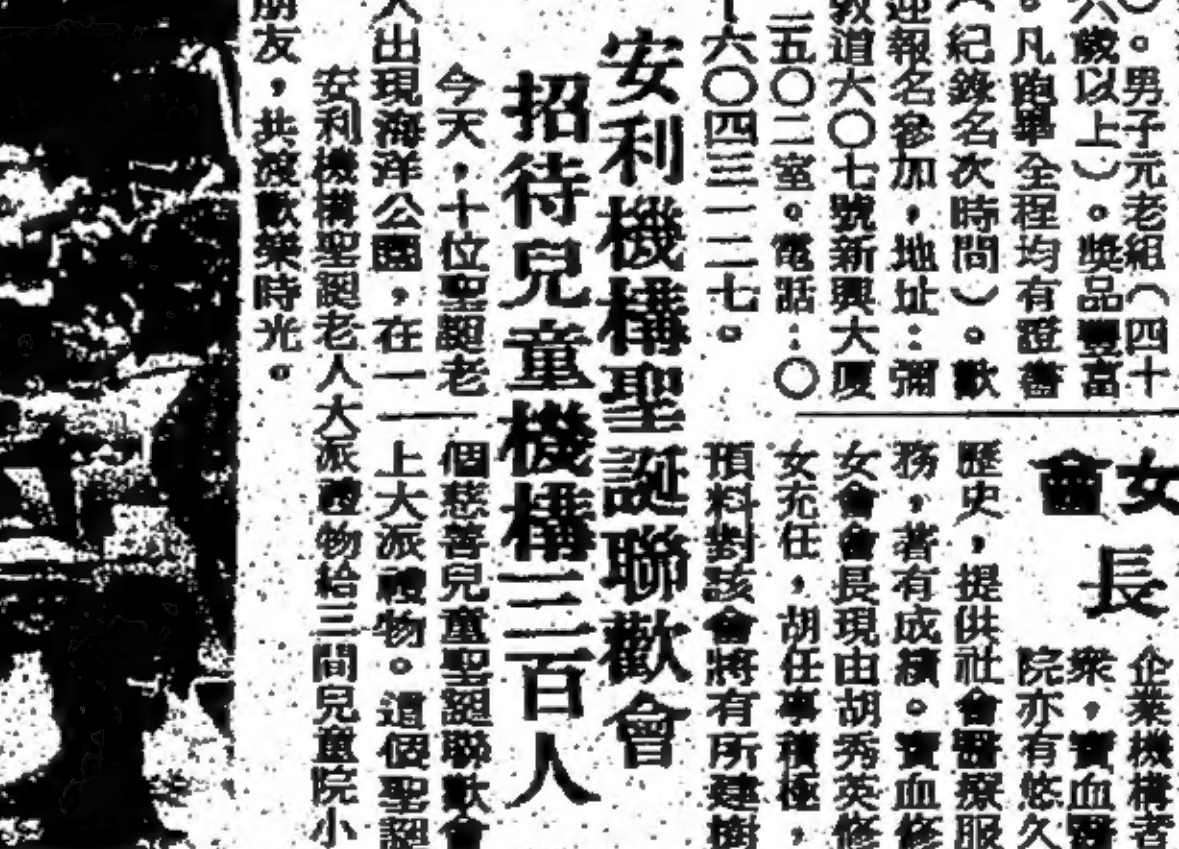 〇。男子元老組（四十
六歲以上）。獎品豐富
。凡跑畢全程均有證書
（紀錄名次時間）。歡
迎報名參加，地址：彌
敦道六〇七號新興大厦
二五〇二室。電話：〇
十六〇四三一二七。
女長
會
企業機構者
衆，寶血醫
院亦有悠久
歷史，提供社會醫療服
務，著有成績。寶血修
女會會長現由胡秀英修
女充任，胡任事積極，
預料對該會將有所建樹
安利機構聖誕聯歡會
招待兒童機構三百人
今天，十位聖誕老
人出現海洋公園，在一
個慈善兒童聖誕聯歡會
上大派禮物。這個聖誕
安利機構聖誕老人大派禮物給三間兒童院小
朋友，共渡歡樂時光。